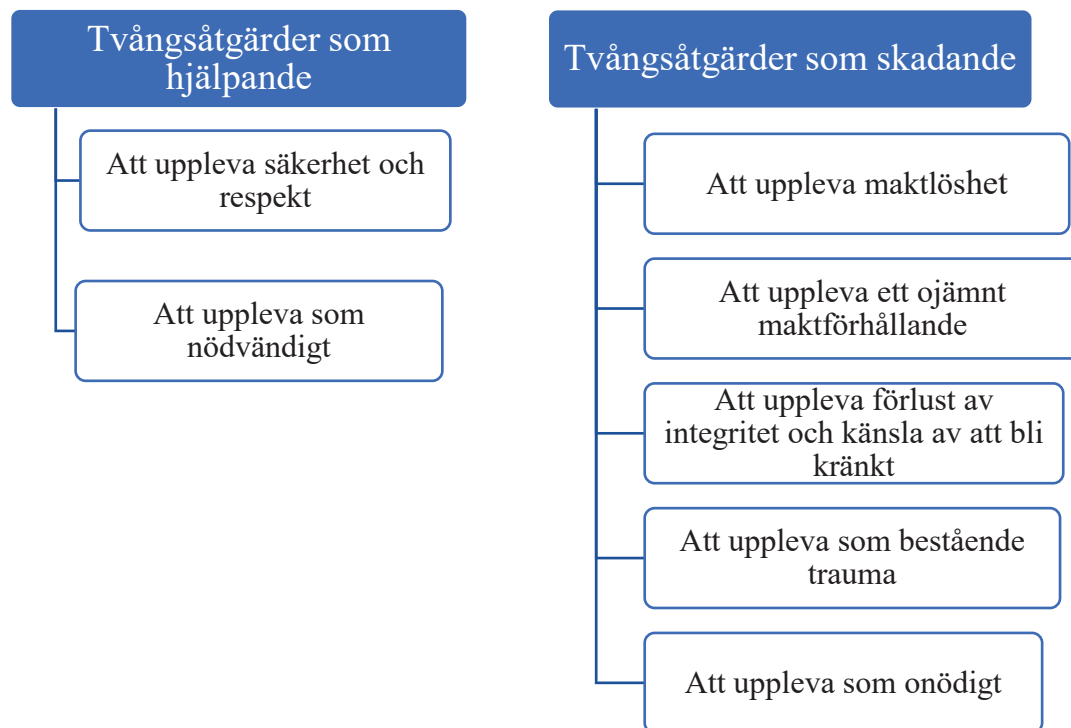 Tvångsåtgärder som
hjälpande
Att uppleva säkerhet och
respekt
Att uppleva som
nödvändigt
Tvångsåtgärder som skadande
Att uppleva maktlöshet
Att uppleva ett ojämnt
maktförhållande
Att uppleva förlust av
integritet och känsla av att bli
kränkt
Att uppleva som bestående
trauma
Att uppleva som onödigt